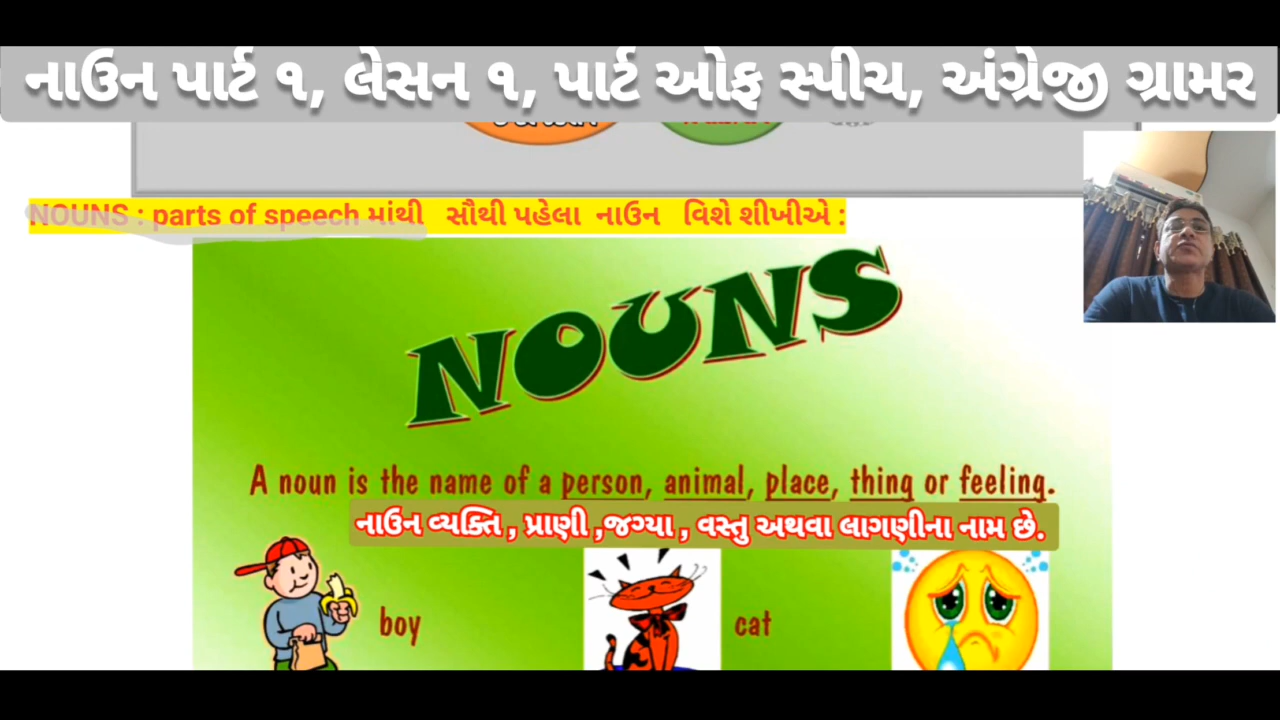 નાઉન પાર્ટ ૧, લેસન ૧, પાર્ટ ઓફ સ્પીચ, અંગ્રેજી ગ્રામર
NOUNS : parts of speech માંથી સૌથી પહેલા નાઉન વિશે શીખીએ :
NOUNS
A noun is the name of a person, animal, place, thing or feeling.
નાઉન વ્યક્તિ , પ્રાણી ,જગ્યા , વસ્તુ અથવા લાગણીના નામ છે.
boy
cat